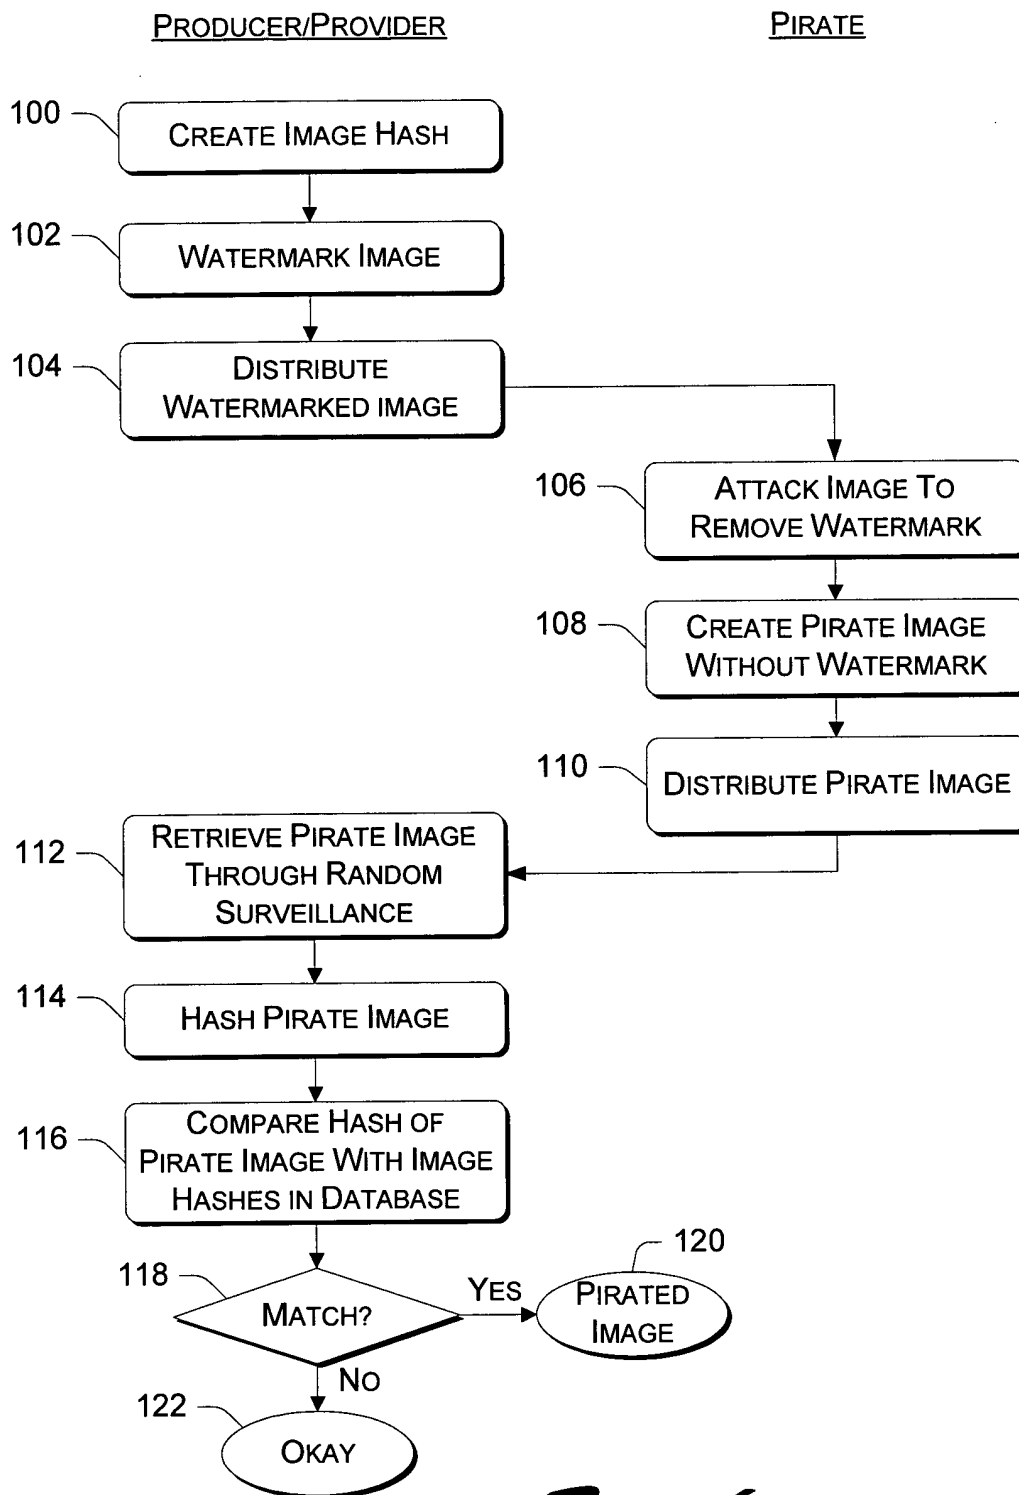 PRODUCER/PROVIDER
PIRATE
100
CREATE IMAGE HASH
102
WATERMARK IMAGE
104
DISTRIBUTE
WATERMARKED IMAGE
106
ATTACK IMAGE TO
REMOVE WATERMARK
108
CREATE PIRATE IMAGE
WITHOUT WATERMARK
110
DISTRIBUTE PIRATE IMAGE
112
RETRIEVE PIRATE IMAGE
THROUGH RANDOM
SURVEILLANCE
114
HASH PIRATE IMAGE
116
COMPARE HASH OF
PIRATE IMAGE WITH IMAGE
HASHES IN DATABASE
118
MATCH?
YES
120
PIRATED
IMAGE
NO
122
OKAY